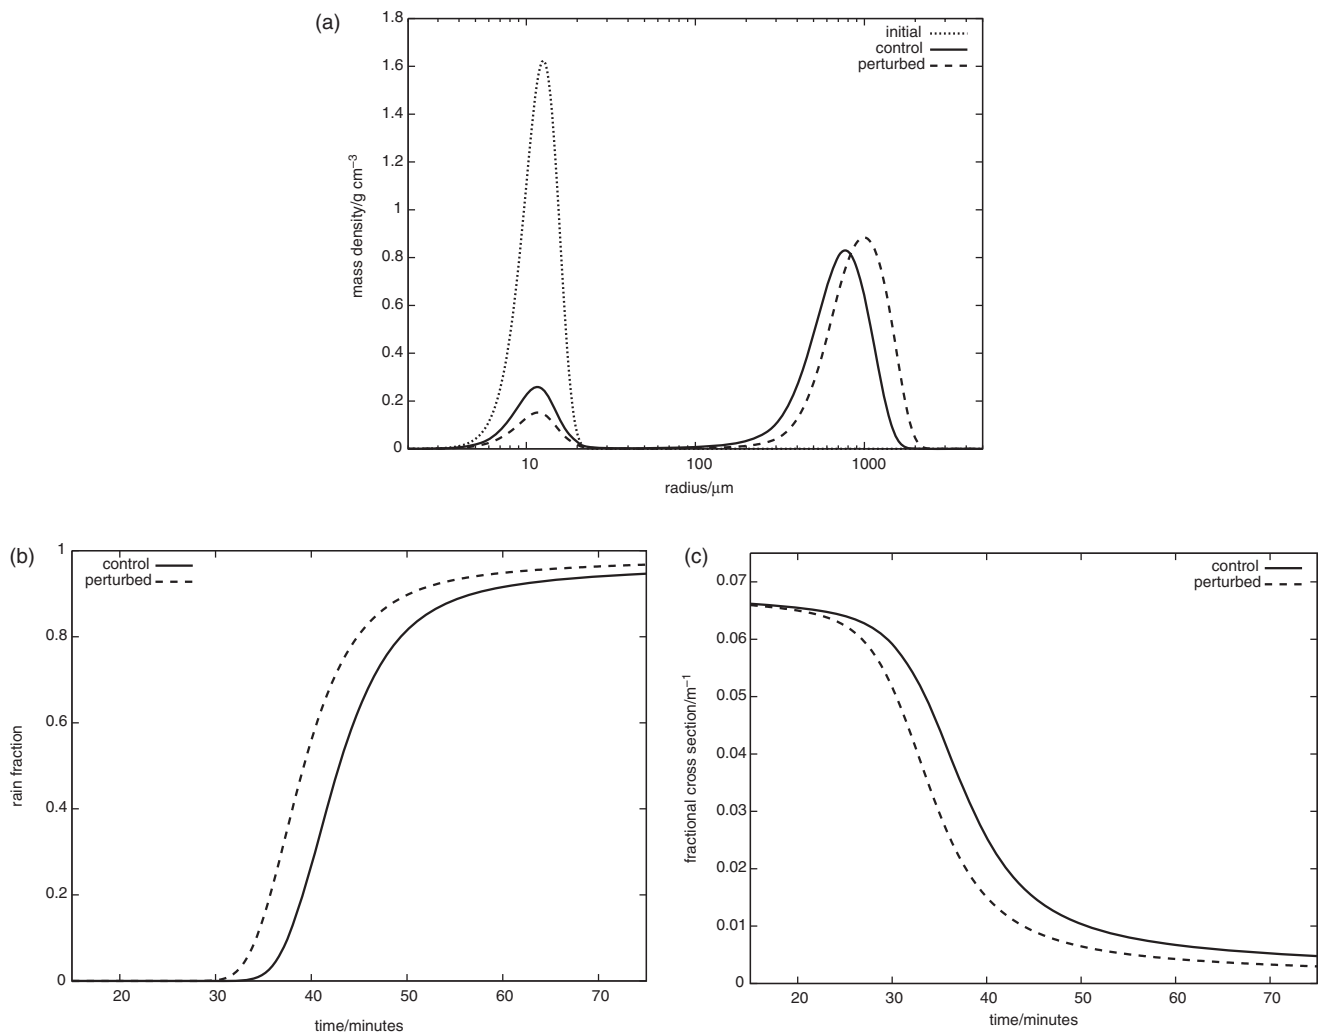 (a)
1.8
1.6
1.4
1.2
1
0.8
0.6
0.4
0.2
0
mass density/g cm⁻³
initial
control
perturbed
10 100 1000
radius/μm
(b)
1
0.8
0.6
0.4
0.2
0
rain fraction
control
perturbed
20 30 40 50 60 70
time/minutes
(c)
0.07
0.06
0.05
0.04
0.03
0.02
0.01
0
fractional cross section/m⁻¹
control
perturbed
20 30 40 50 60 70
time/minutes